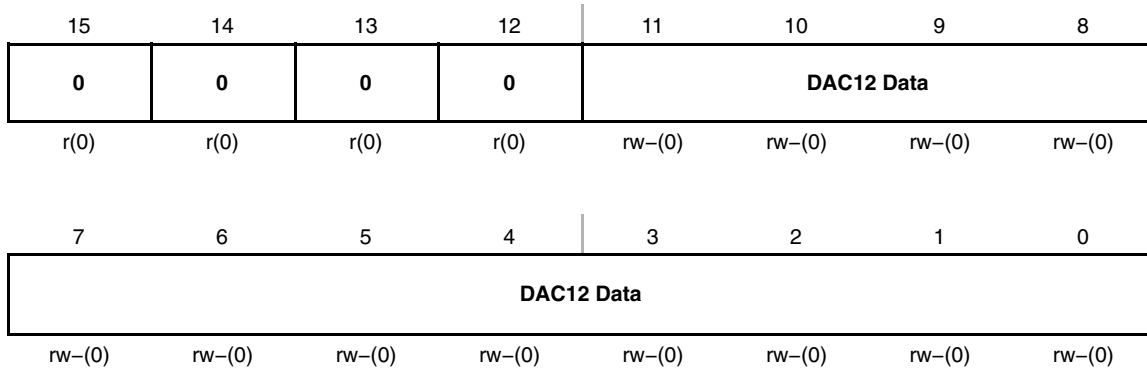 15 14 13 12 11 10 9 8
0 0 0 0 DAC12 Data
r(0) r(0) r(0) r(0) rw−(0) rw−(0) rw−(0) rw−(0)
7 6 5 4 3 2 1 0
DAC12 Data
rw−(0) rw−(0) rw−(0) rw−(0) rw−(0) rw−(0) rw−(0) rw−(0)